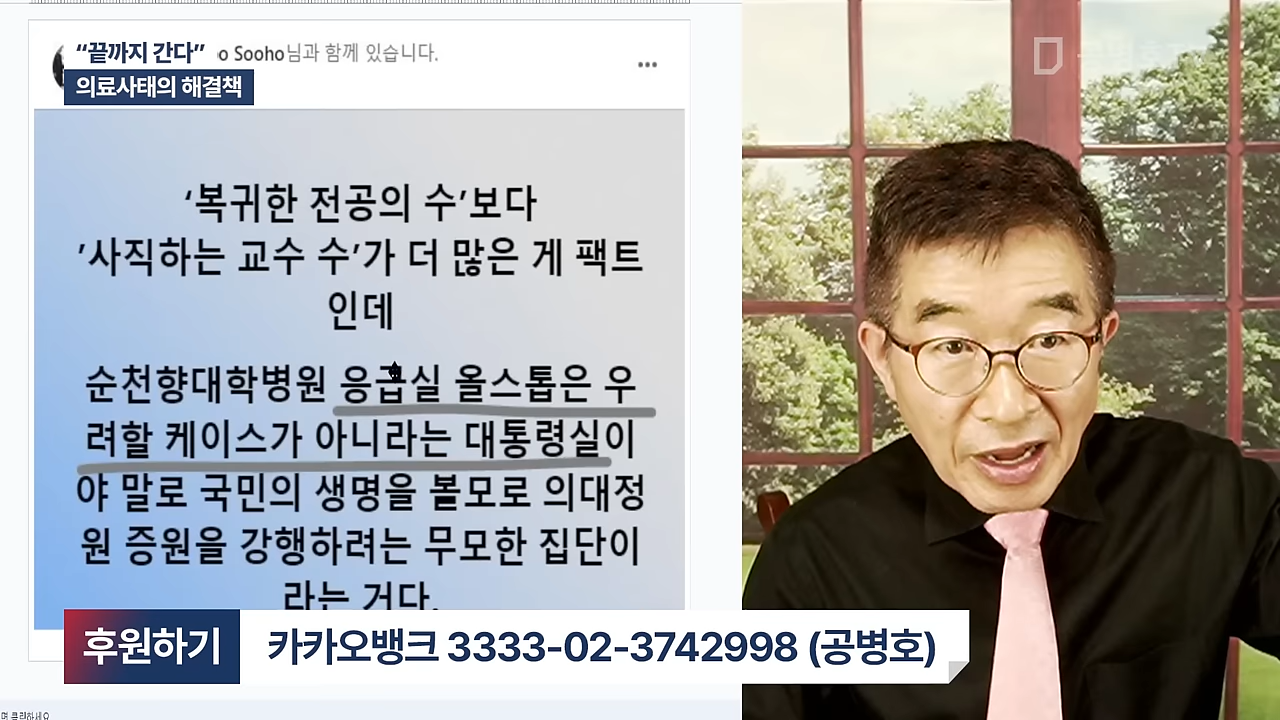 “끝까지 간다”
o Sooho님과 함께 있습니다.
의료사태의 해결책
‘복귀한 전공의 수’보다
’사직하는 교수 수’가 더 많은 게 팩트
인데
순천향대학병원 응급실 올스톱은 우
려할 케이스가 아니라는 대통령실이
야 말로 국민의 생명을 볼모로 의대정
원 증원을 강행하려는 무모한 집단이
라는 거다.
후원하기
카카오뱅크 3333-02-3742998 (공병호)